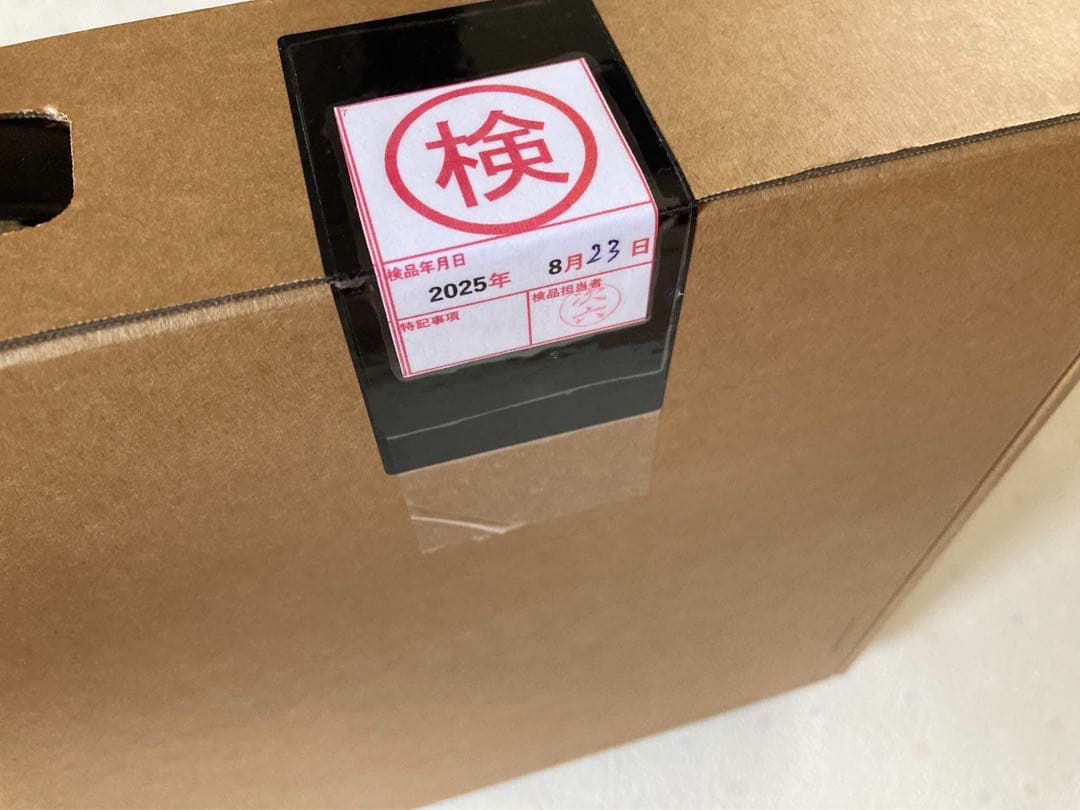 検
検品年月日
2025年 8月23日
特記事項
検品担当者